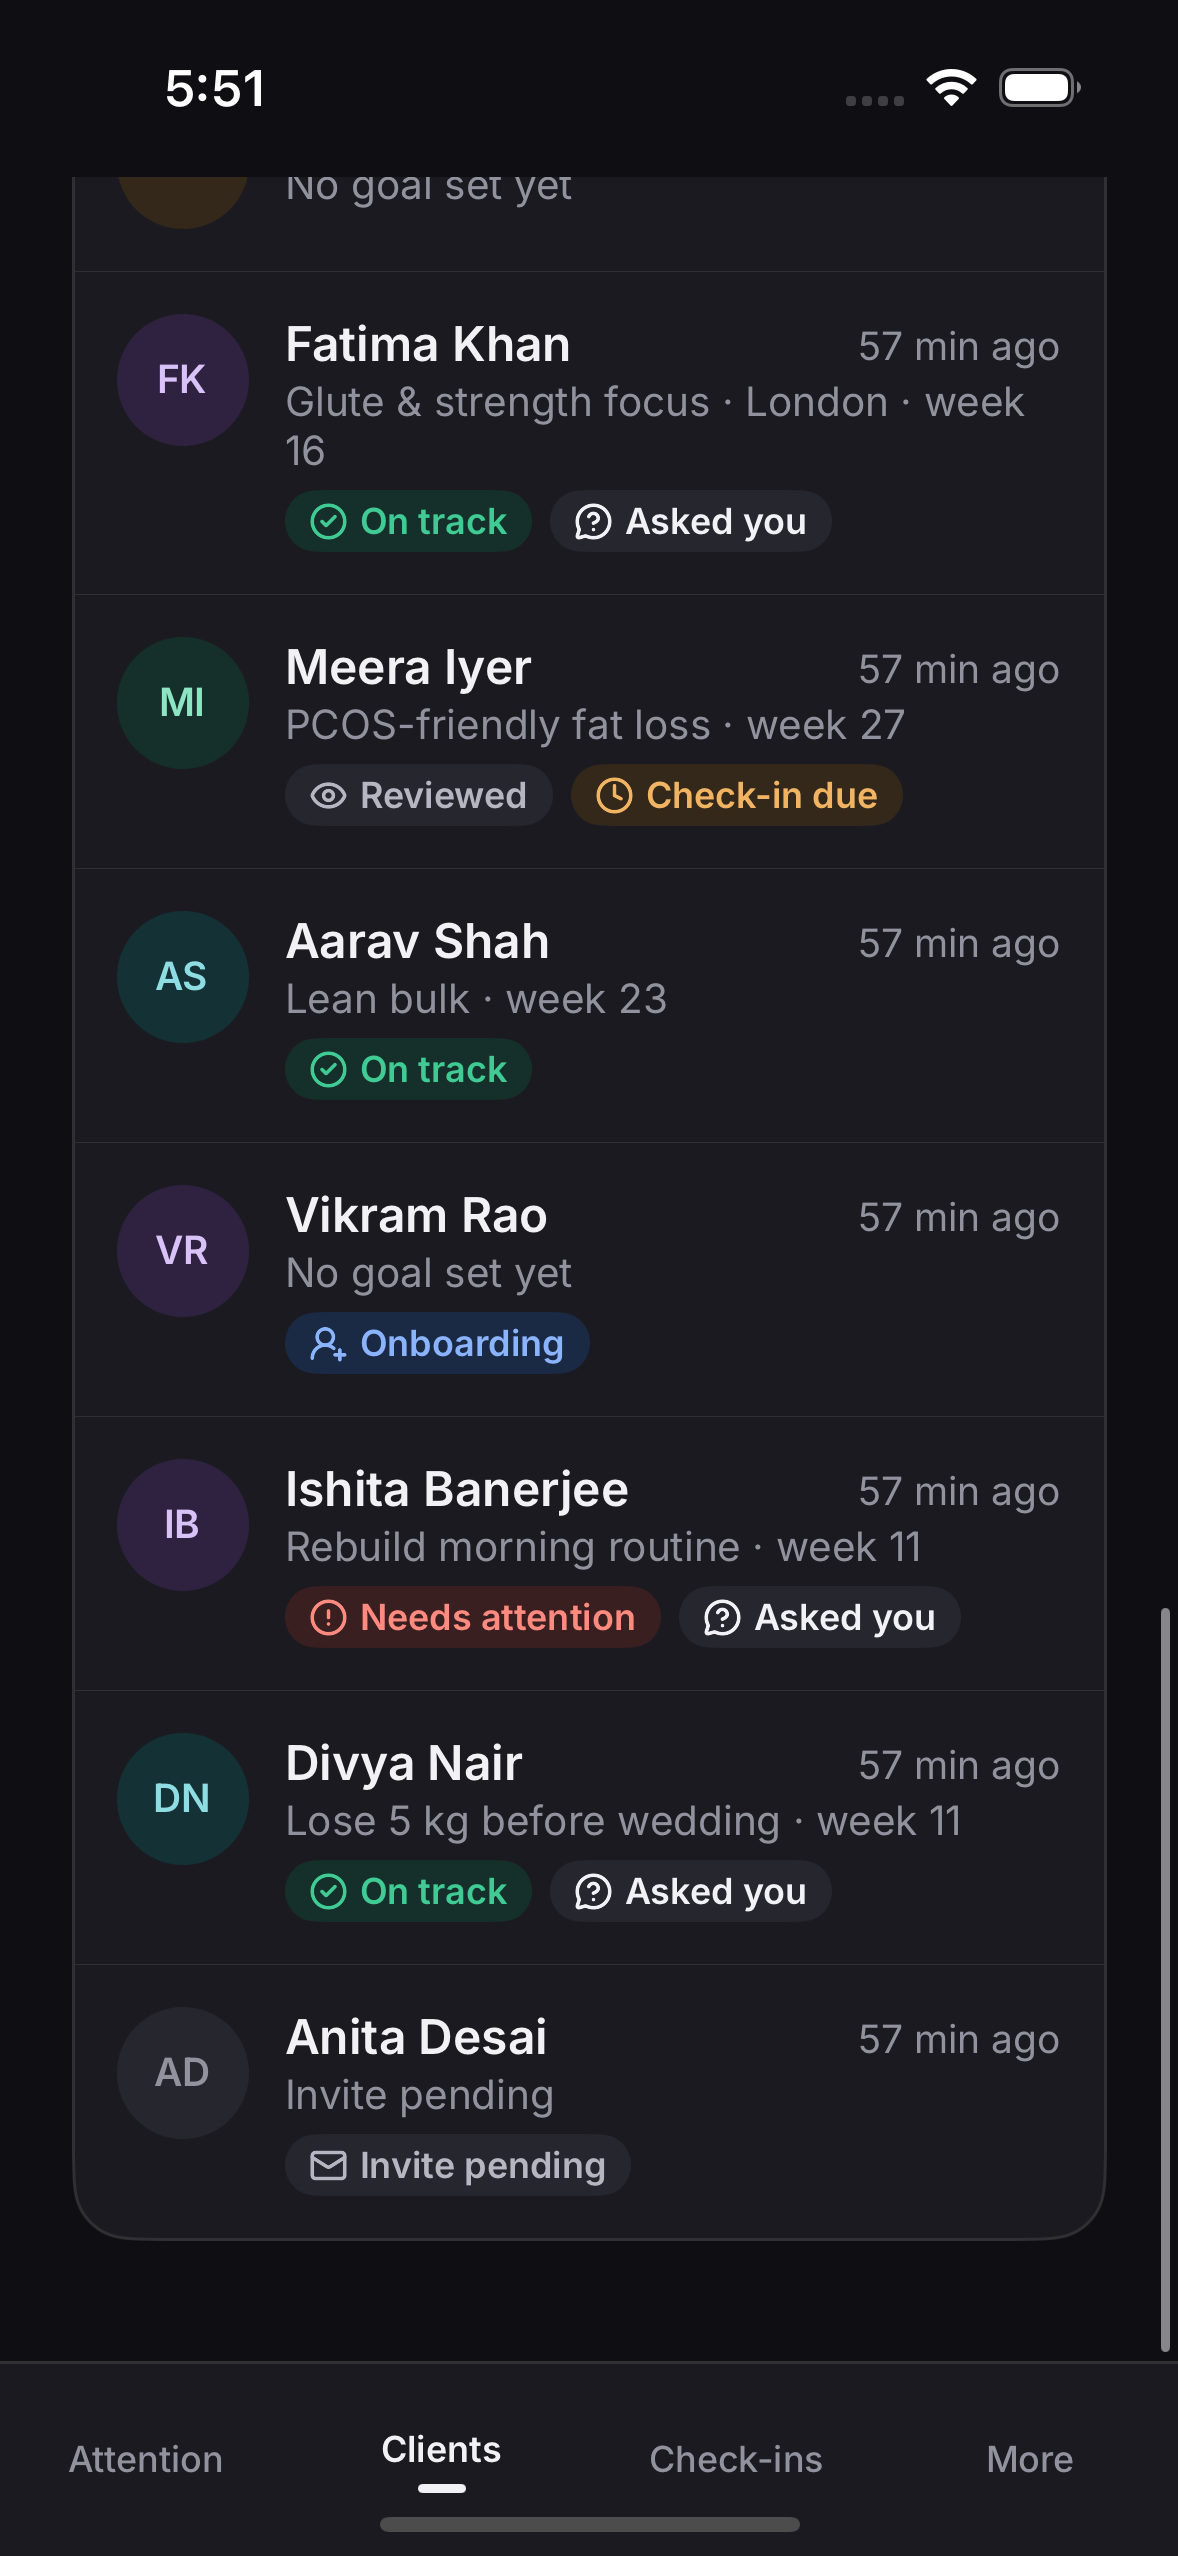 5:51
No goal set yet
FK
Fatima Khan
57 min ago
Glute & strength focus · London · week
16
On track
Asked you
MI
Meera Iyer
57 min ago
PCOS-friendly fat loss · week 27
Reviewed
Check-in due
AS
Aarav Shah
57 min ago
Lean bulk · week 23
On track
VR
Vikram Rao
57 min ago
No goal set yet
Onboarding
IB
Ishita Banerjee
57 min ago
Rebuild morning routine · week 11
Needs attention
Asked you
DN
Divya Nair
57 min ago
Lose 5 kg before wedding · week 11
On track
Asked you
AD
Anita Desai
57 min ago
Invite pending
Invite pending
Attention
Clients
Check-ins
More